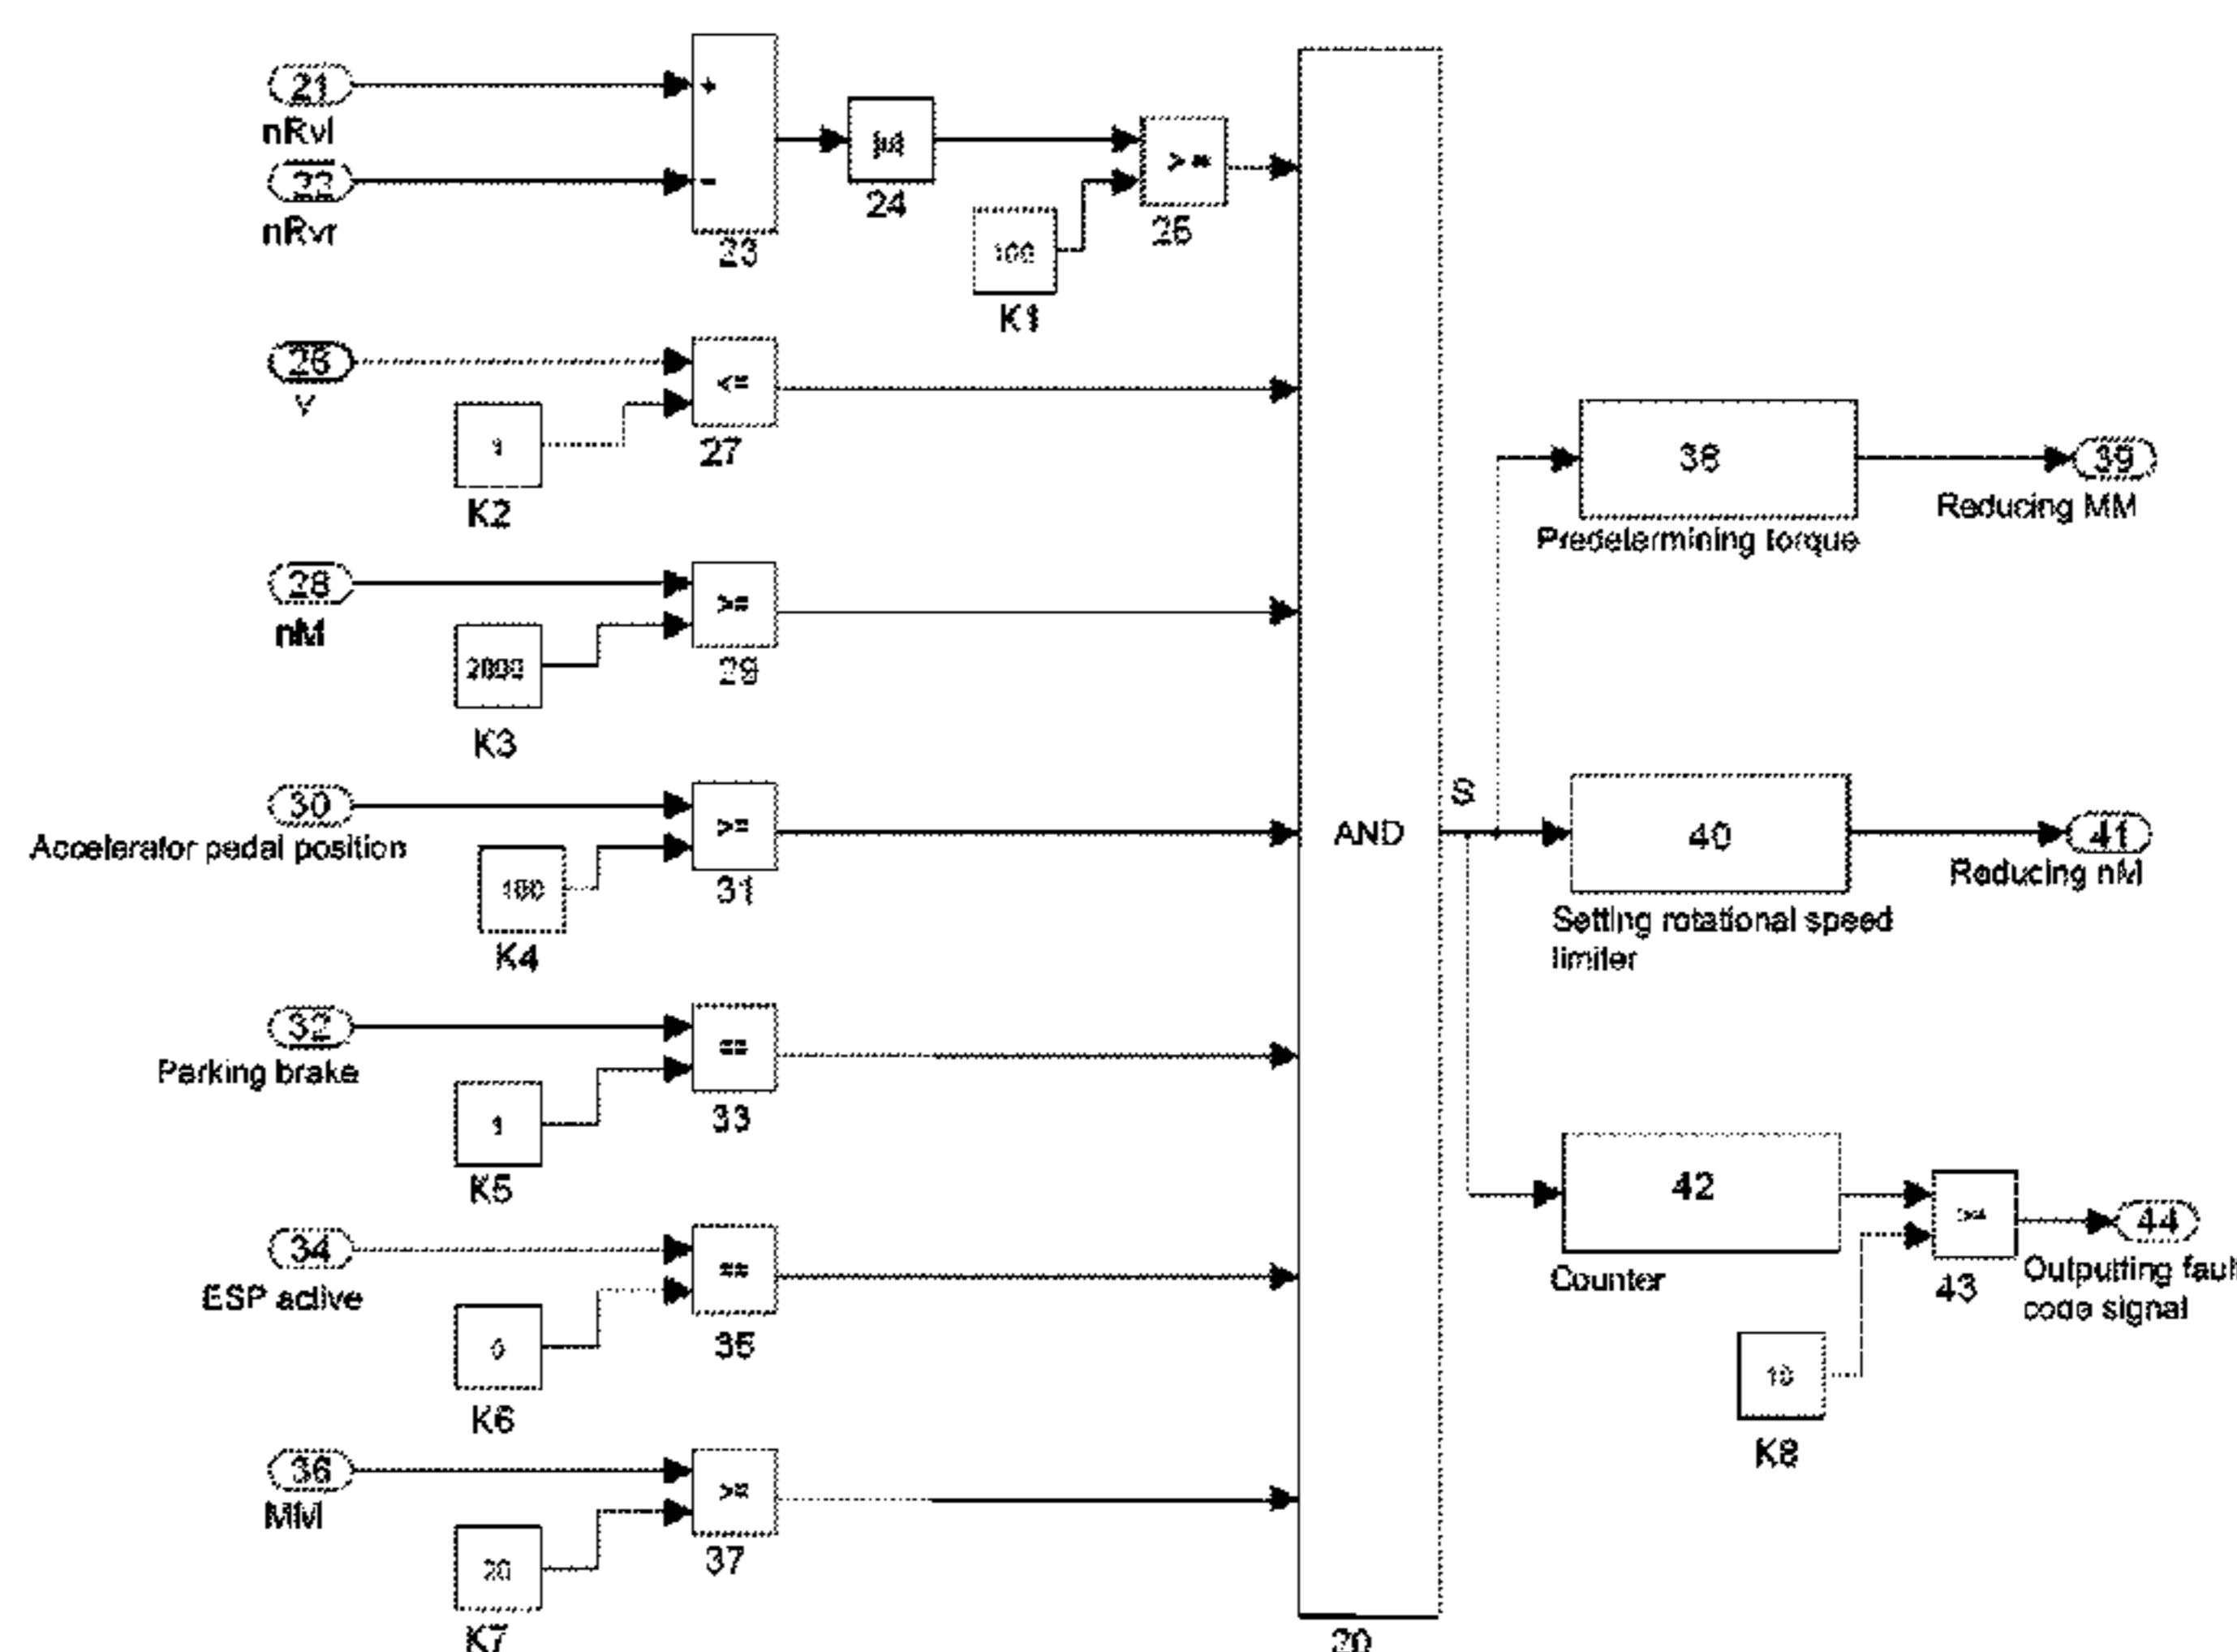 21
nRvl
22
nRvr
+
-
23
|u|
24
100
K1
>=
25
26
V
K2
<=
27
28
nM
2000
K3
>=
29
30
Accelerator pedal position
100
K4
>=
31
32
Parking brake
1
K5
==
33
34
ESP active
0
K6
==
35
36
MM
20
K7
>=
37
AND
20
S
38
Predetermining torque
39
Reducing MM
40
Setting rotational speed
limiter
41
Reducing nM
42
Counter
10
K8
>=
43
44
Outputting fault
code signal